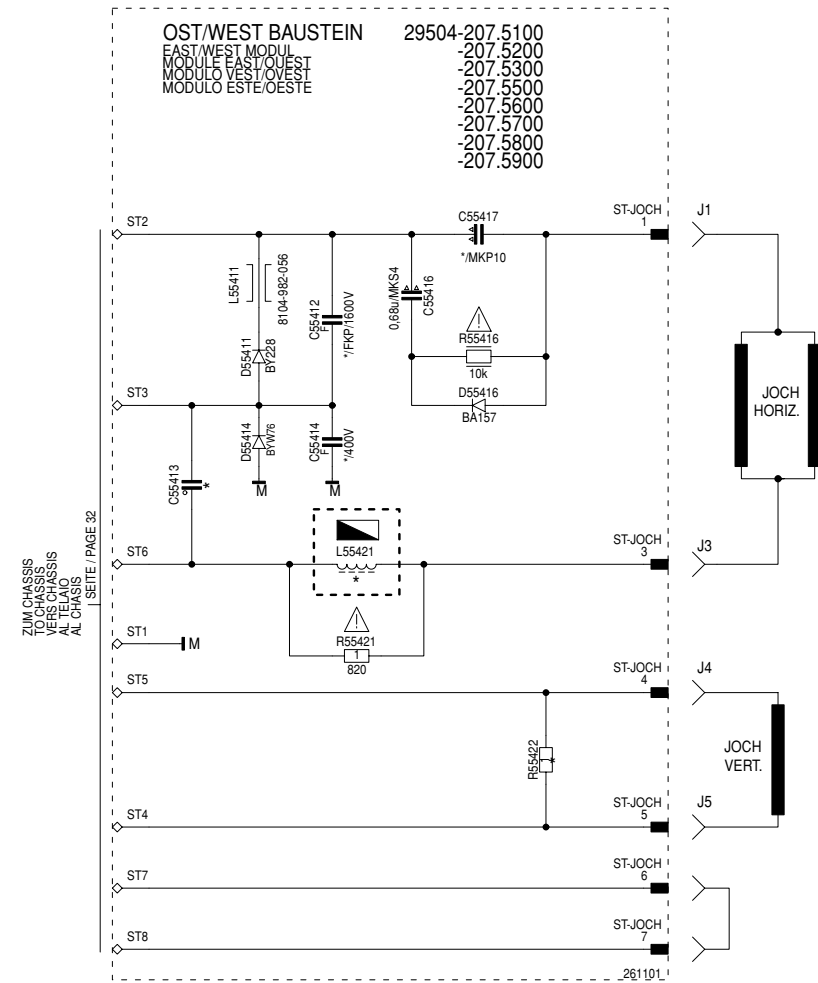 OST/WEST BAUSTEIN 29504-207.5100
EAST/WEST MODUL -207.5200
MODULE EAST/OUEST -207.5300
MODULO VEST/OVEST -207.5500
MODULO ESTE/OESTE -207.5600
-207.5700
-207.5800
-207.5900
ST2
C55417
*/MKP10
ST-JOCH
1
J1
L55411
8104-982-056
C55412
F
*/FKP/1600V
0,68u/MKS4
C55416
R55416
10k
D55411
BY228
D55416
BA157
JOCH
HORIZ.
ST3
D55414
BYW76
C55414
F
*/400V
C55413
*
M
M
L55421
*
ST6
ST-JOCH
3
J3
ZUM CHASSIS
TO CHASSIS
VERS CHASSIS
AL TELAIO
AL CHASIS
SEITE / PAGE 32
ST1
M
R55421
1
820
ST5
ST-JOCH
4
J4
R55422
*
JOCH
VERT.
ST4
ST-JOCH
5
J5
ST7
ST-JOCH
6
ST8
ST-JOCH
7
261101